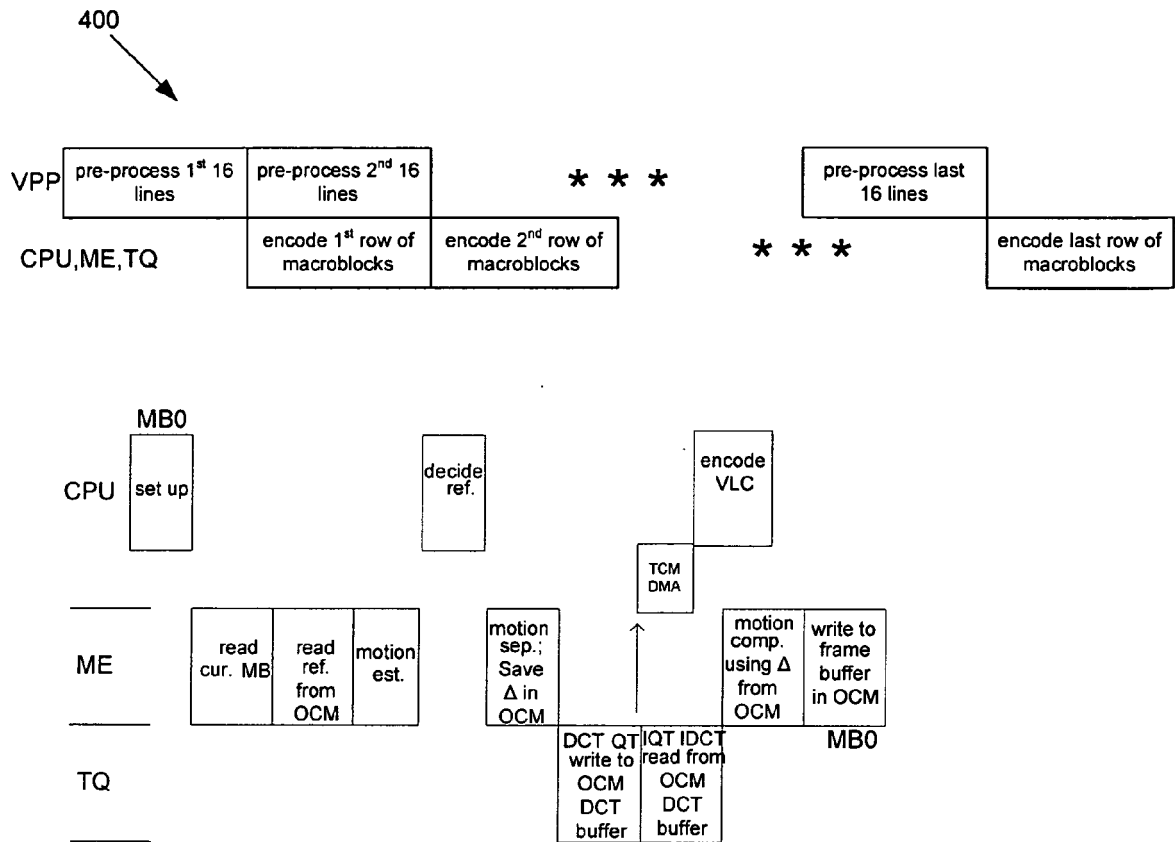 400
VPP
pre-process 1st 16
lines
pre-process 2nd 16
lines
* * *
pre-process last
16 lines
CPU,ME,TQ
encode 1st row of
macroblocks
encode 2nd row of
macroblocks
* * *
encode last row of
macroblocks
MB0
CPU
set up
decide
ref.
encode
VLC
TCM
DMA
ME
read
cur. MB
read
ref.
from
OCM
motion
est.
motion
sep.;
Save
Δ in
OCM
motion
comp.
using Δ
from
OCM
write to
frame
buffer
in OCM
MB0
TQ
DCT QT
write to
OCM
DCT
buffer
IQT IDCT
read from
OCM
DCT
buffer